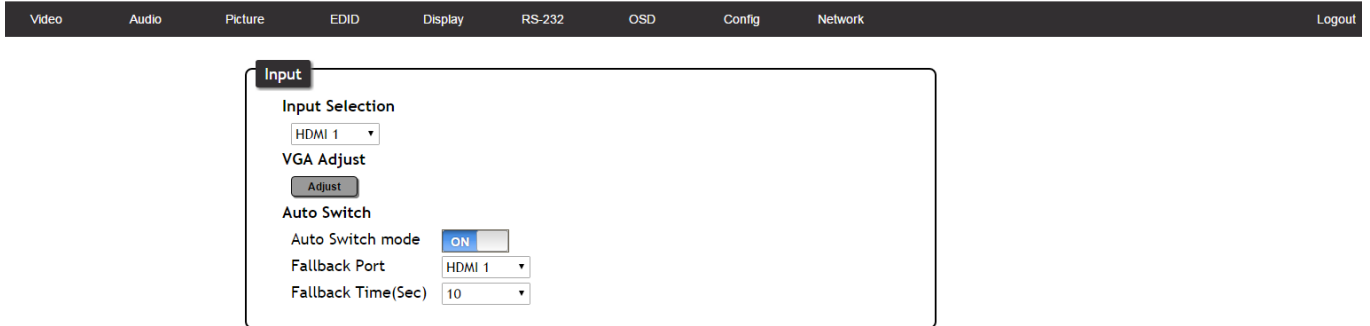 Video Audio Picture EDID Display RS-232 OSD Config Network Logout
Input
Input Selection
HDMI 1
VGA Adjust
Adjust
Auto Switch
Auto Switch mode ON
Fallback Port HDMI 1
Fallback Time(Sec) 10